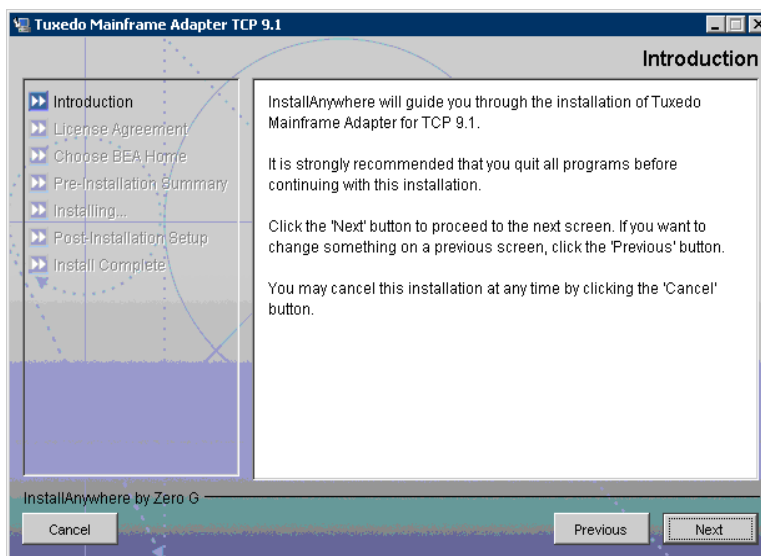 Tuxedo Mainframe Adapter TCP 9.1
Introduction
Introduction
License Agreement
Choose BEA Home
Pre-Installation Summary
Installing...
Post-Installation Setup
Install Complete
InstallAnywhere will guide you through the installation of Tuxedo
Mainframe Adapter for TCP 9.1.
It is strongly recommended that you quit all programs before
continuing with this installation.
Click the 'Next' button to proceed to the next screen. If you want to
change something on a previous screen, click the 'Previous' button.
You may cancel this installation at any time by clicking the 'Cancel'
button.
InstallAnywhere by Zero G
Cancel
Previous
Next